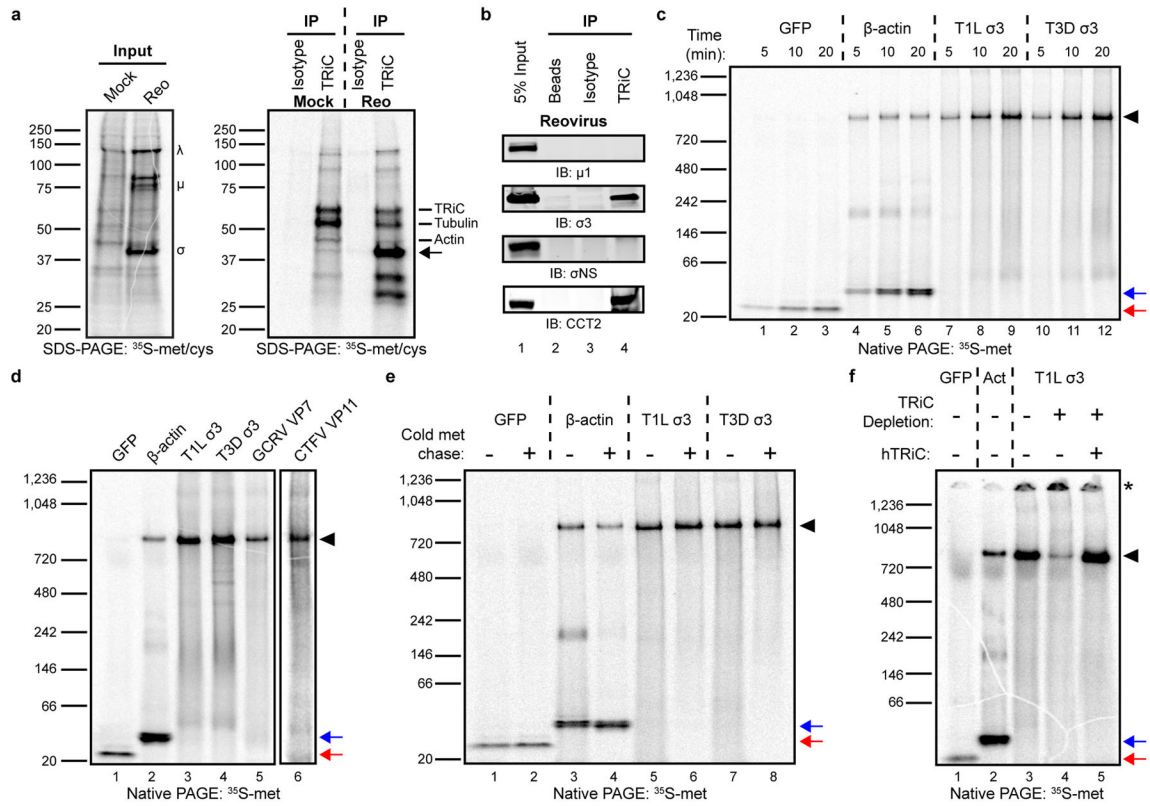 a
Input
Mock
Reo
250
150
100
75
50
37
25
20
λ
μ
σ
SDS-PAGE: ³⁵S-met/cys
IP
IP
Isotype
TRiC
Isotype
TRiC
Mock
Reo
250
150
100
75
50
37
25
20
TRiC
Tubulin
Actin
SDS-PAGE: ³⁵S-met/cys
b
IP
5% Input
Beads
Isotype
TRiC
Reovirus
IB: μ1
IB: σ3
IB: σNS
IB: CCT2
1 2 3 4
c
GFP β-actin T1L σ3 T3D σ3
Time (min): 5 10 20 5 10 20 5 10 20 5 10 20
1,236
1,048
720
480
242
146
66
20
1 2 3 4 5 6 7 8 9 10 11 12
Native PAGE: ³⁵S-met
d
GFP
β-actin
T1L σ3
T3D σ3
GCRV VP7
CTFV VP11
1,236
1,048
720
480
242
146
66
20
1 2 3 4 5 6
Native PAGE: ³⁵S-met
e
GFP β-actin T1L σ3 T3D σ3
Cold met
chase: - + - + - + - +
1,236
1,048
720
480
242
146
66
20
1 2 3 4 5 6 7 8
Native PAGE: ³⁵S-met
f
GFP Act T1L σ3
TRiC
Depletion: - - - + +
hTRiC: - - - - +
*
1,236
1,048
720
480
242
146
66
20
1 2 3 4 5
Native PAGE: ³⁵S-met